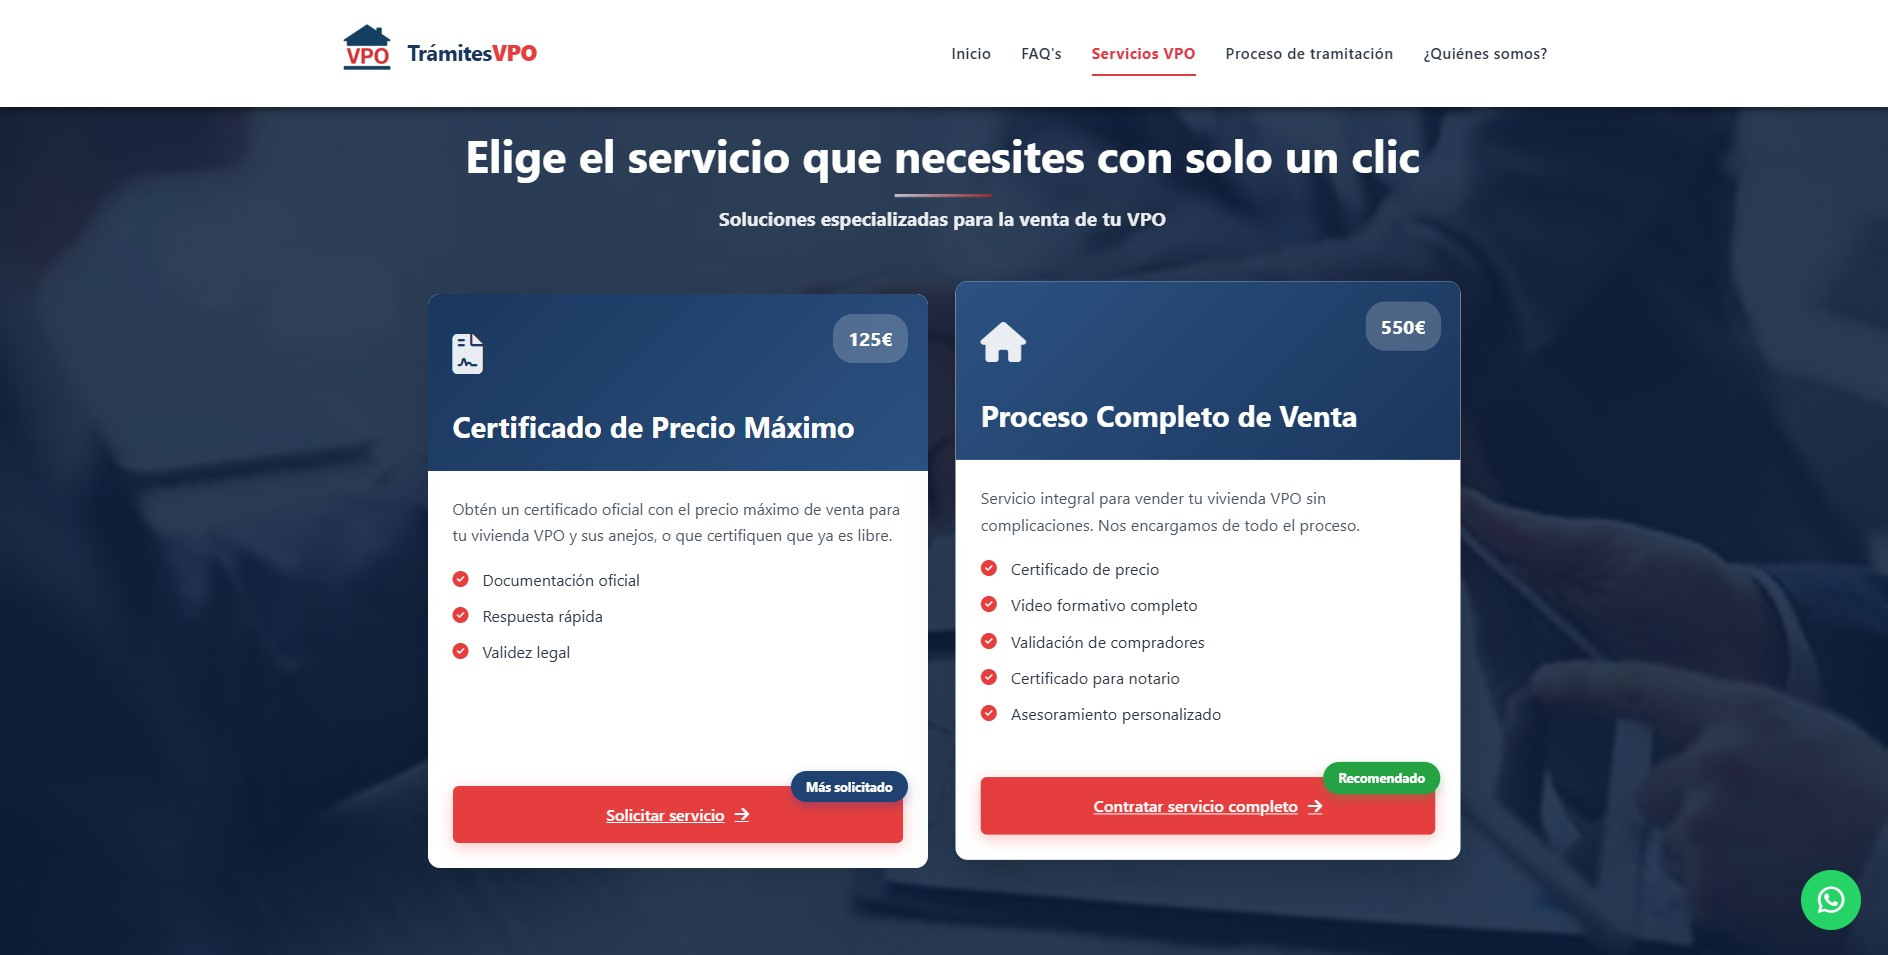 VPO
TrámitesVPO
Inicio
FAQ's
Servicios VPO
Proceso de tramitación
¿Quiénes somos?
Elige el servicio que necesites con solo un clic
Soluciones especializadas para la venta de tu VPO
125€
Certificado de Precio Máximo
Obtén un certificado oficial con el precio máximo de venta para
tu vivienda VPO y sus anejos, o que certifiquen que ya es libre.
Documentación oficial
Respuesta rápida
Validez legal
Más solicitado
Solicitar servicio →
550€
Proceso Completo de Venta
Servicio integral para vender tu vivienda VPO sin
complicaciones. Nos encargamos de todo el proceso.
Certificado de precio
Video formativo completo
Validación de compradores
Certificado para notario
Asesoramiento personalizado
Recomendado
Contratar servicio completo →